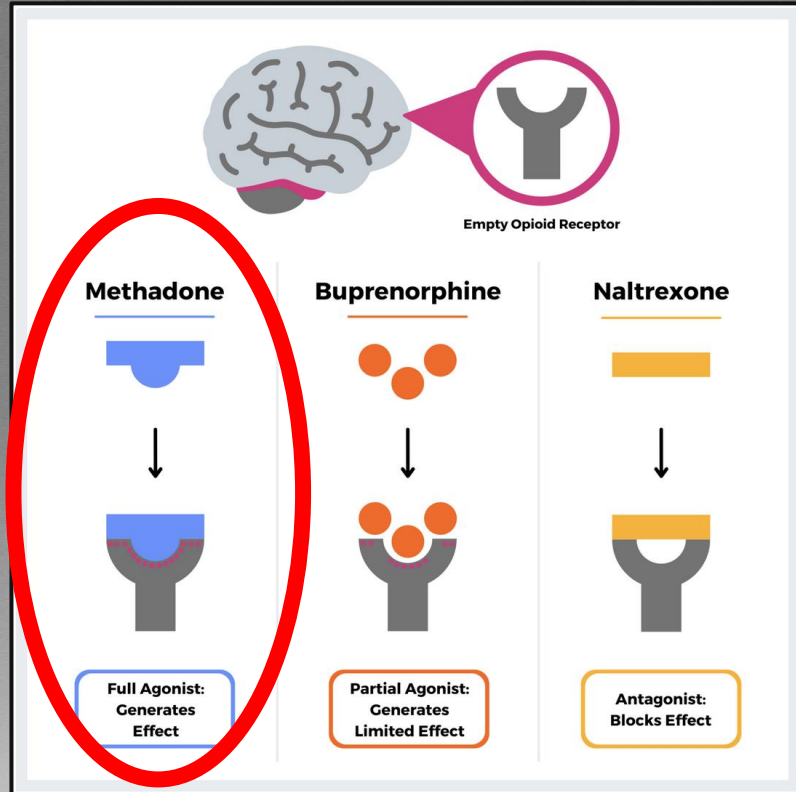 Empty Opioid Receptor
Methadone
Buprenorphine
Naltrexone
Full Agonist:
Generates
Effect
Partial Agonist:
Generates
Limited Effect
Antagonist:
Blocks Effect